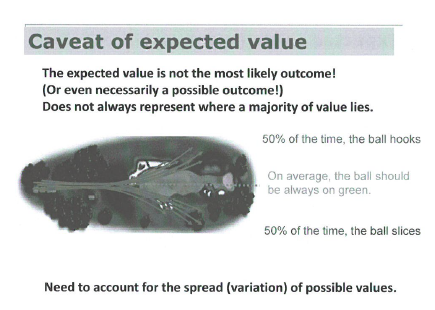 Caveat of expected value
The expected value is not the most likely outcome!
(Or even necessarily a possible outcome!)
Does not always represent where a majority of value lies.
50% of the time, the ball hooks
On average, the ball should
be always on green.
50% of the time, the ball slices
Need to account for the spread (variation) of possible values.